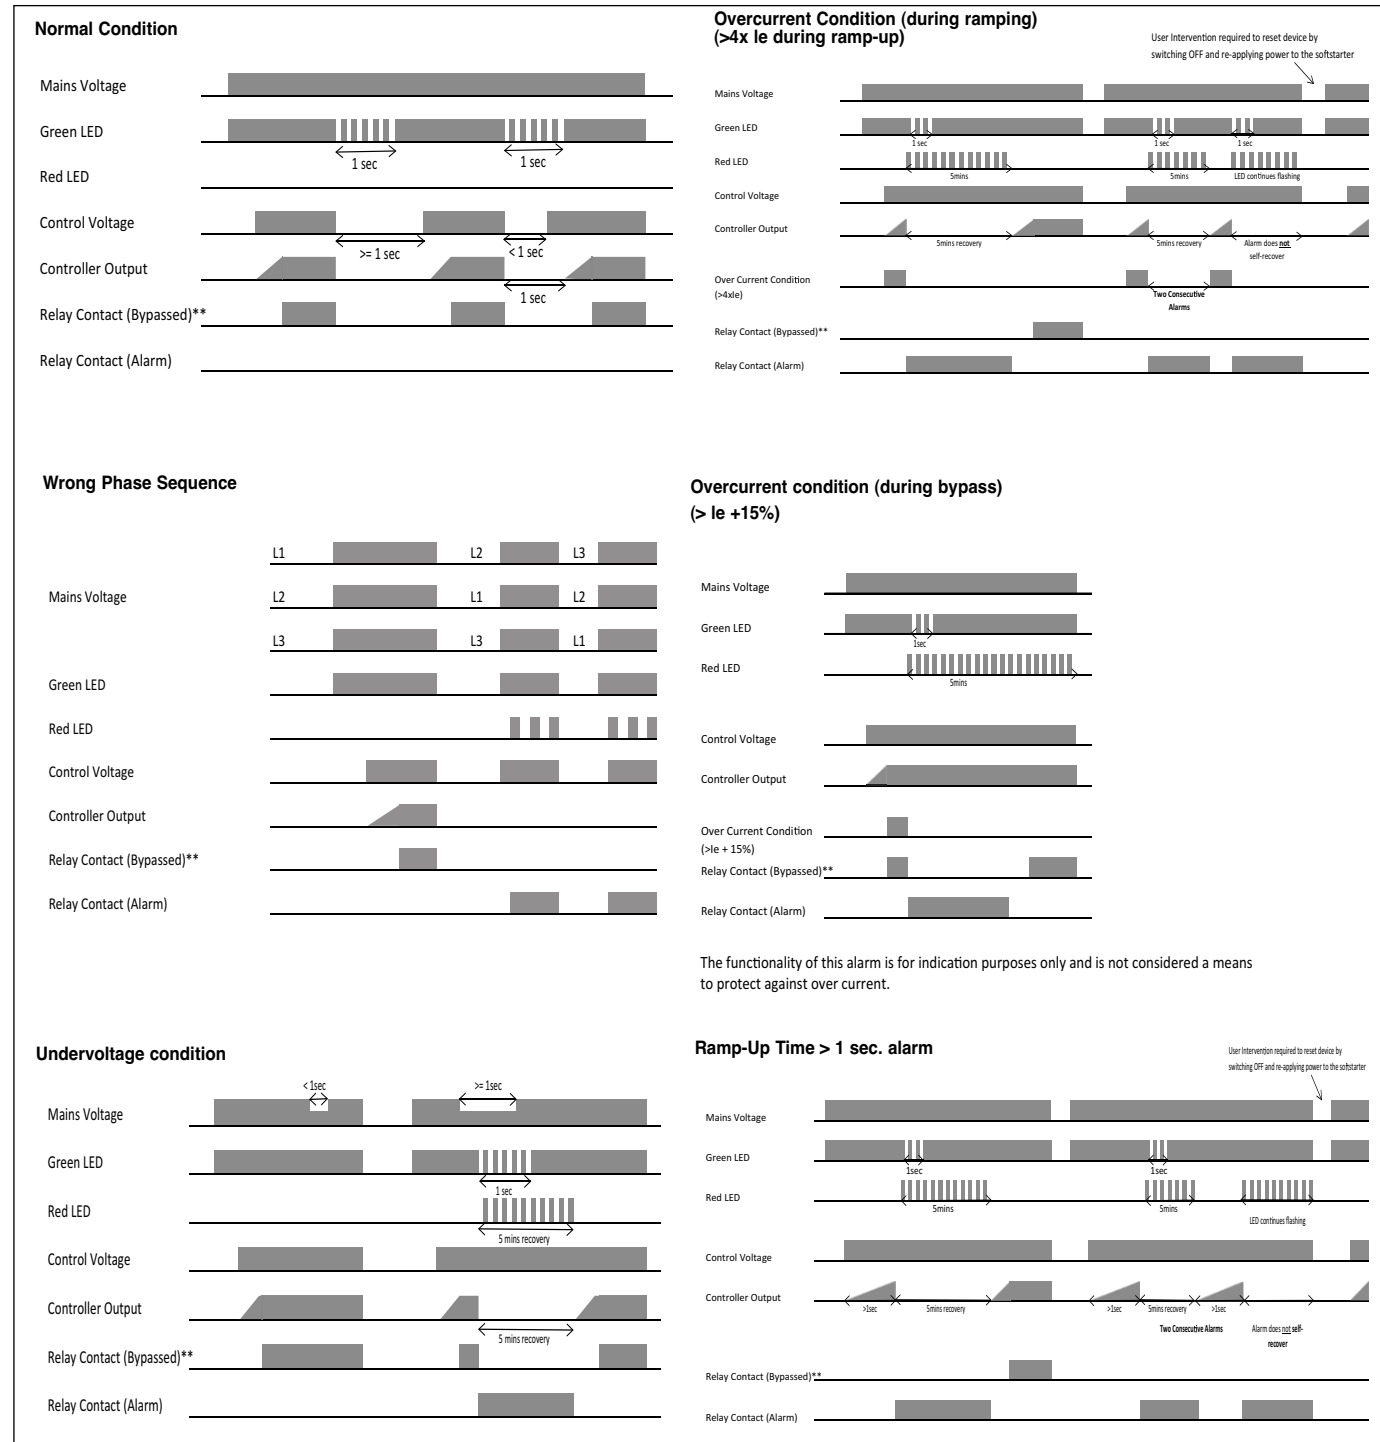 Normal Condition
Mains Voltage
Green LED
1 sec
1 sec
Red LED
Control Voltage
>= 1 sec
< 1 sec
Controller Output
1 sec
Relay Contact (Bypassed)**
Relay Contact (Alarm)
Overcurrent Condition (during ramping)
(>4x Ie during ramp-up)
User Intervention required to reset device by
switching OFF and re-applying power to the softstarter
Mains Voltage
Green LED
1 sec
1 sec
1 sec
Red LED
5mins
5mins
LED continues flashing
Control Voltage
Controller Output
5mins recovery
5mins recovery
Alarm does not
self-recover
Over Current Condition
(>4xIe)
Two Consecutive
Alarms
Relay Contact (Bypassed)**
Relay Contact (Alarm)
Wrong Phase Sequence
L1
L2
L3
Mains Voltage
L2
L1
L2
L3
L3
L1
Green LED
Red LED
Control Voltage
Controller Output
Relay Contact (Bypassed)**
Relay Contact (Alarm)
Overcurrent condition (during bypass)
(> Ie +15%)
Mains Voltage
Green LED
1sec
Red LED
5mins
Control Voltage
Controller Output
Over Current Condition
(>Ie + 15%)
Relay Contact (Bypassed)**
Relay Contact (Alarm)
The functionality of this alarm is for indication purposes only and is not considered a means
to protect against over current.
Undervoltage condition
< 1sec
>= 1sec
Mains Voltage
Green LED
1 sec
Red LED
5 mins recovery
Control Voltage
Controller Output
5 mins recovery
Relay Contact (Bypassed)**
Relay Contact (Alarm)
Ramp-Up Time > 1 sec. alarm
User Intervention required to reset device by
switching OFF and re-applying power to the softstarter
Mains Voltage
Green LED
1sec
1sec
Red LED
5mins
5mins
LED continues flashing
Control Voltage
Controller Output
>1sec
5mins recovery
>1sec
5mins recovery
>1sec
Two Consecutive Alarms
Alarm does not self-
recover
Relay Contact (Bypassed)**
Relay Contact (Alarm)